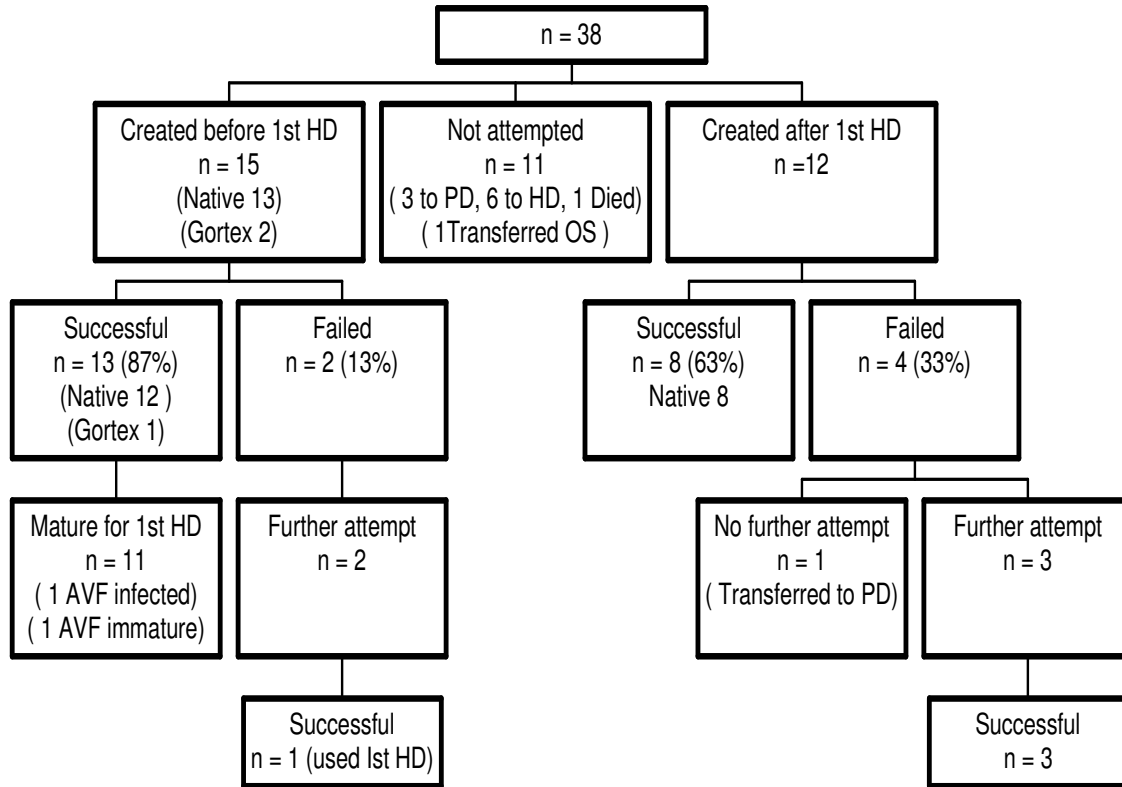 n = 38
Created before 1st HD
n = 15
(Native 13)
(Gortex 2)
Not attempted
n = 11
( 3 to PD, 6 to HD, 1 Died)
( 1Transferred OS )
Created after 1st HD
n =12
Successful
n = 13 (87%)
(Native 12 )
(Gortex 1)
Failed
n = 2 (13%)
Successful
n = 8 (63%)
Native 8
Failed
n = 4 (33%)
Mature for 1st HD
n = 11
( 1 AVF infected)
( 1 AVF immature)
Further attempt
n = 2
No further attempt
n = 1
( Transferred to PD)
Further attempt
n = 3
Successful
n = 1 (used Ist HD)
Successful
n = 3